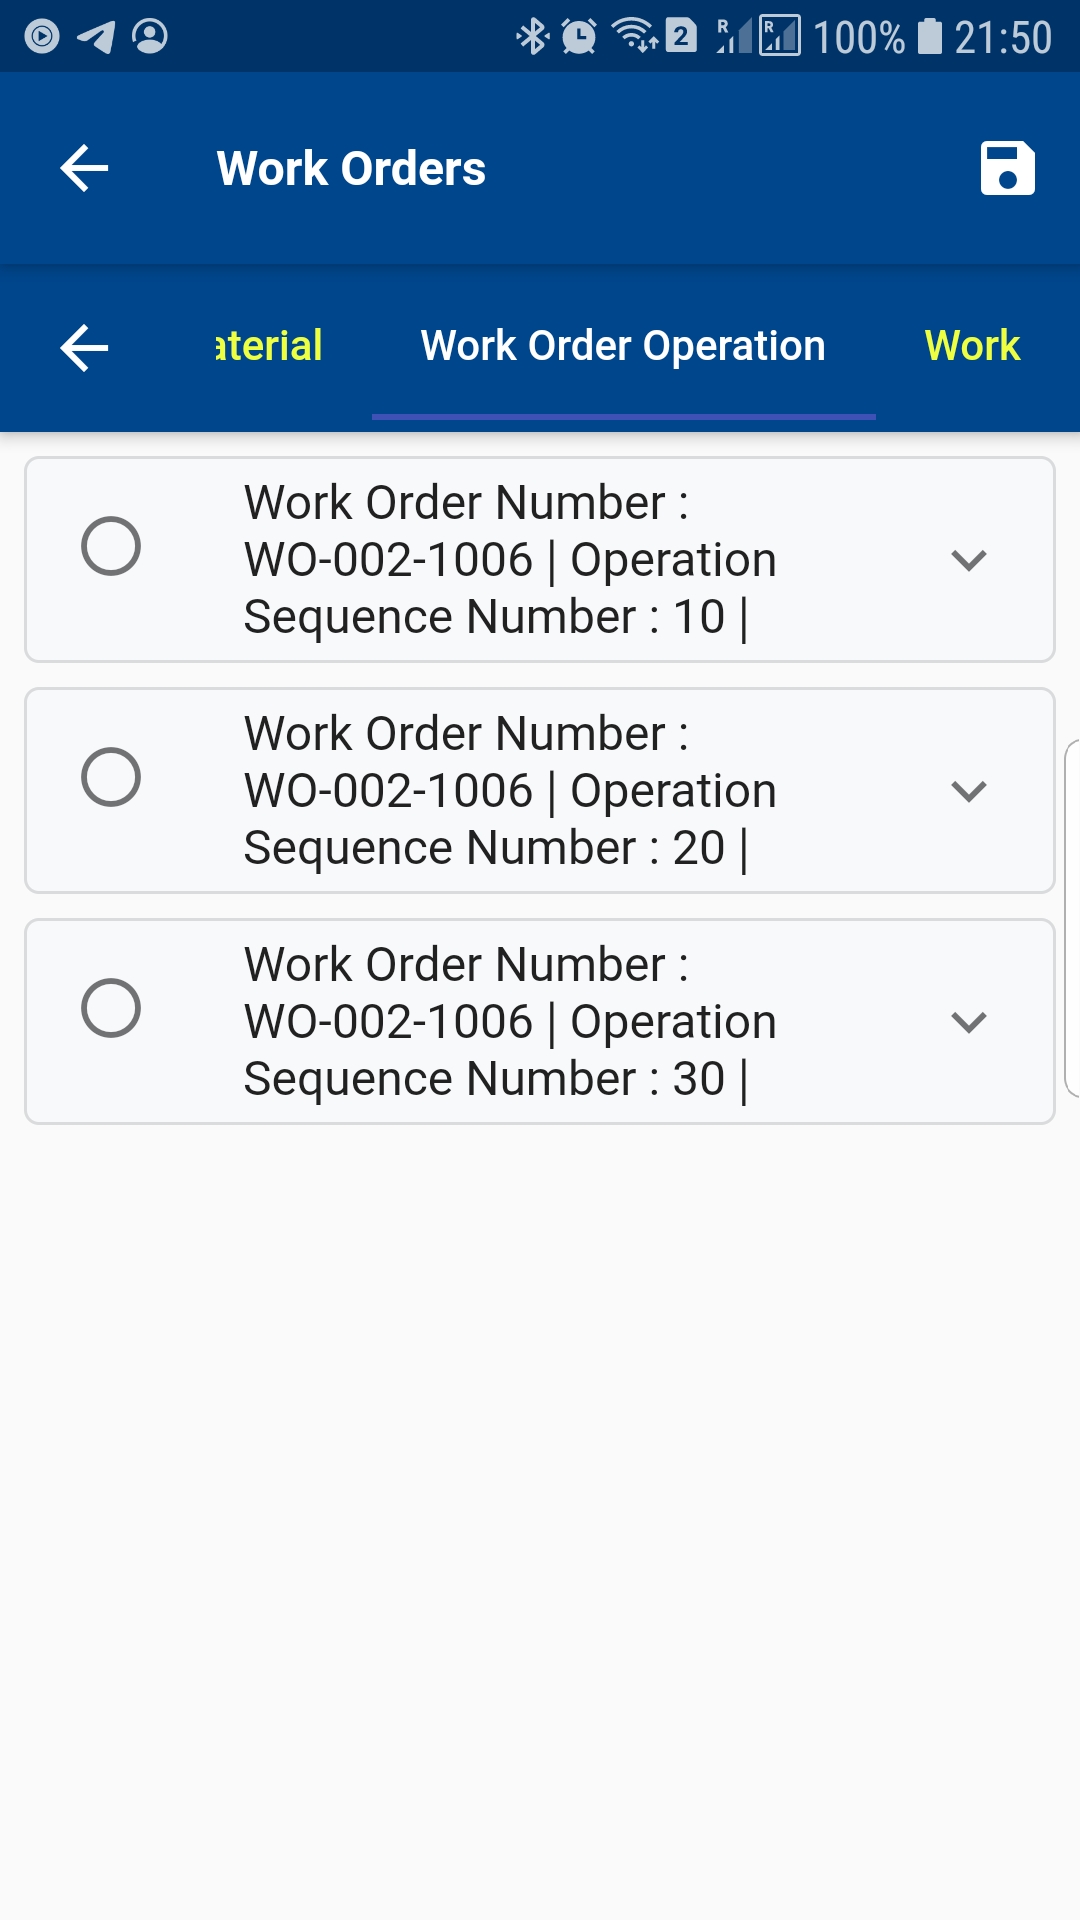 2 R R 100% 21:50
Work Orders
aterial Work Order Operation Work
Work Order Number :
WO-002-1006 | Operation
Sequence Number : 10 |
Work Order Number :
WO-002-1006 | Operation
Sequence Number : 20 |
Work Order Number :
WO-002-1006 | Operation
Sequence Number : 30 |